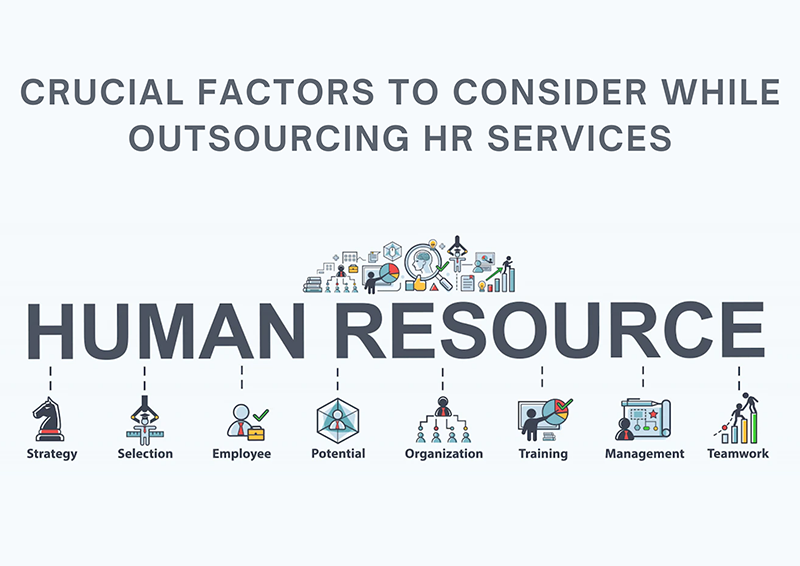 CRUCIAL FACTORS TO CONSIDER WHILE
OUTSOURCING HR SERVICES
HUMAN RESOURCE
Strategy
Selection
Employee
Potential
Organization
Training
Management
Teamwork